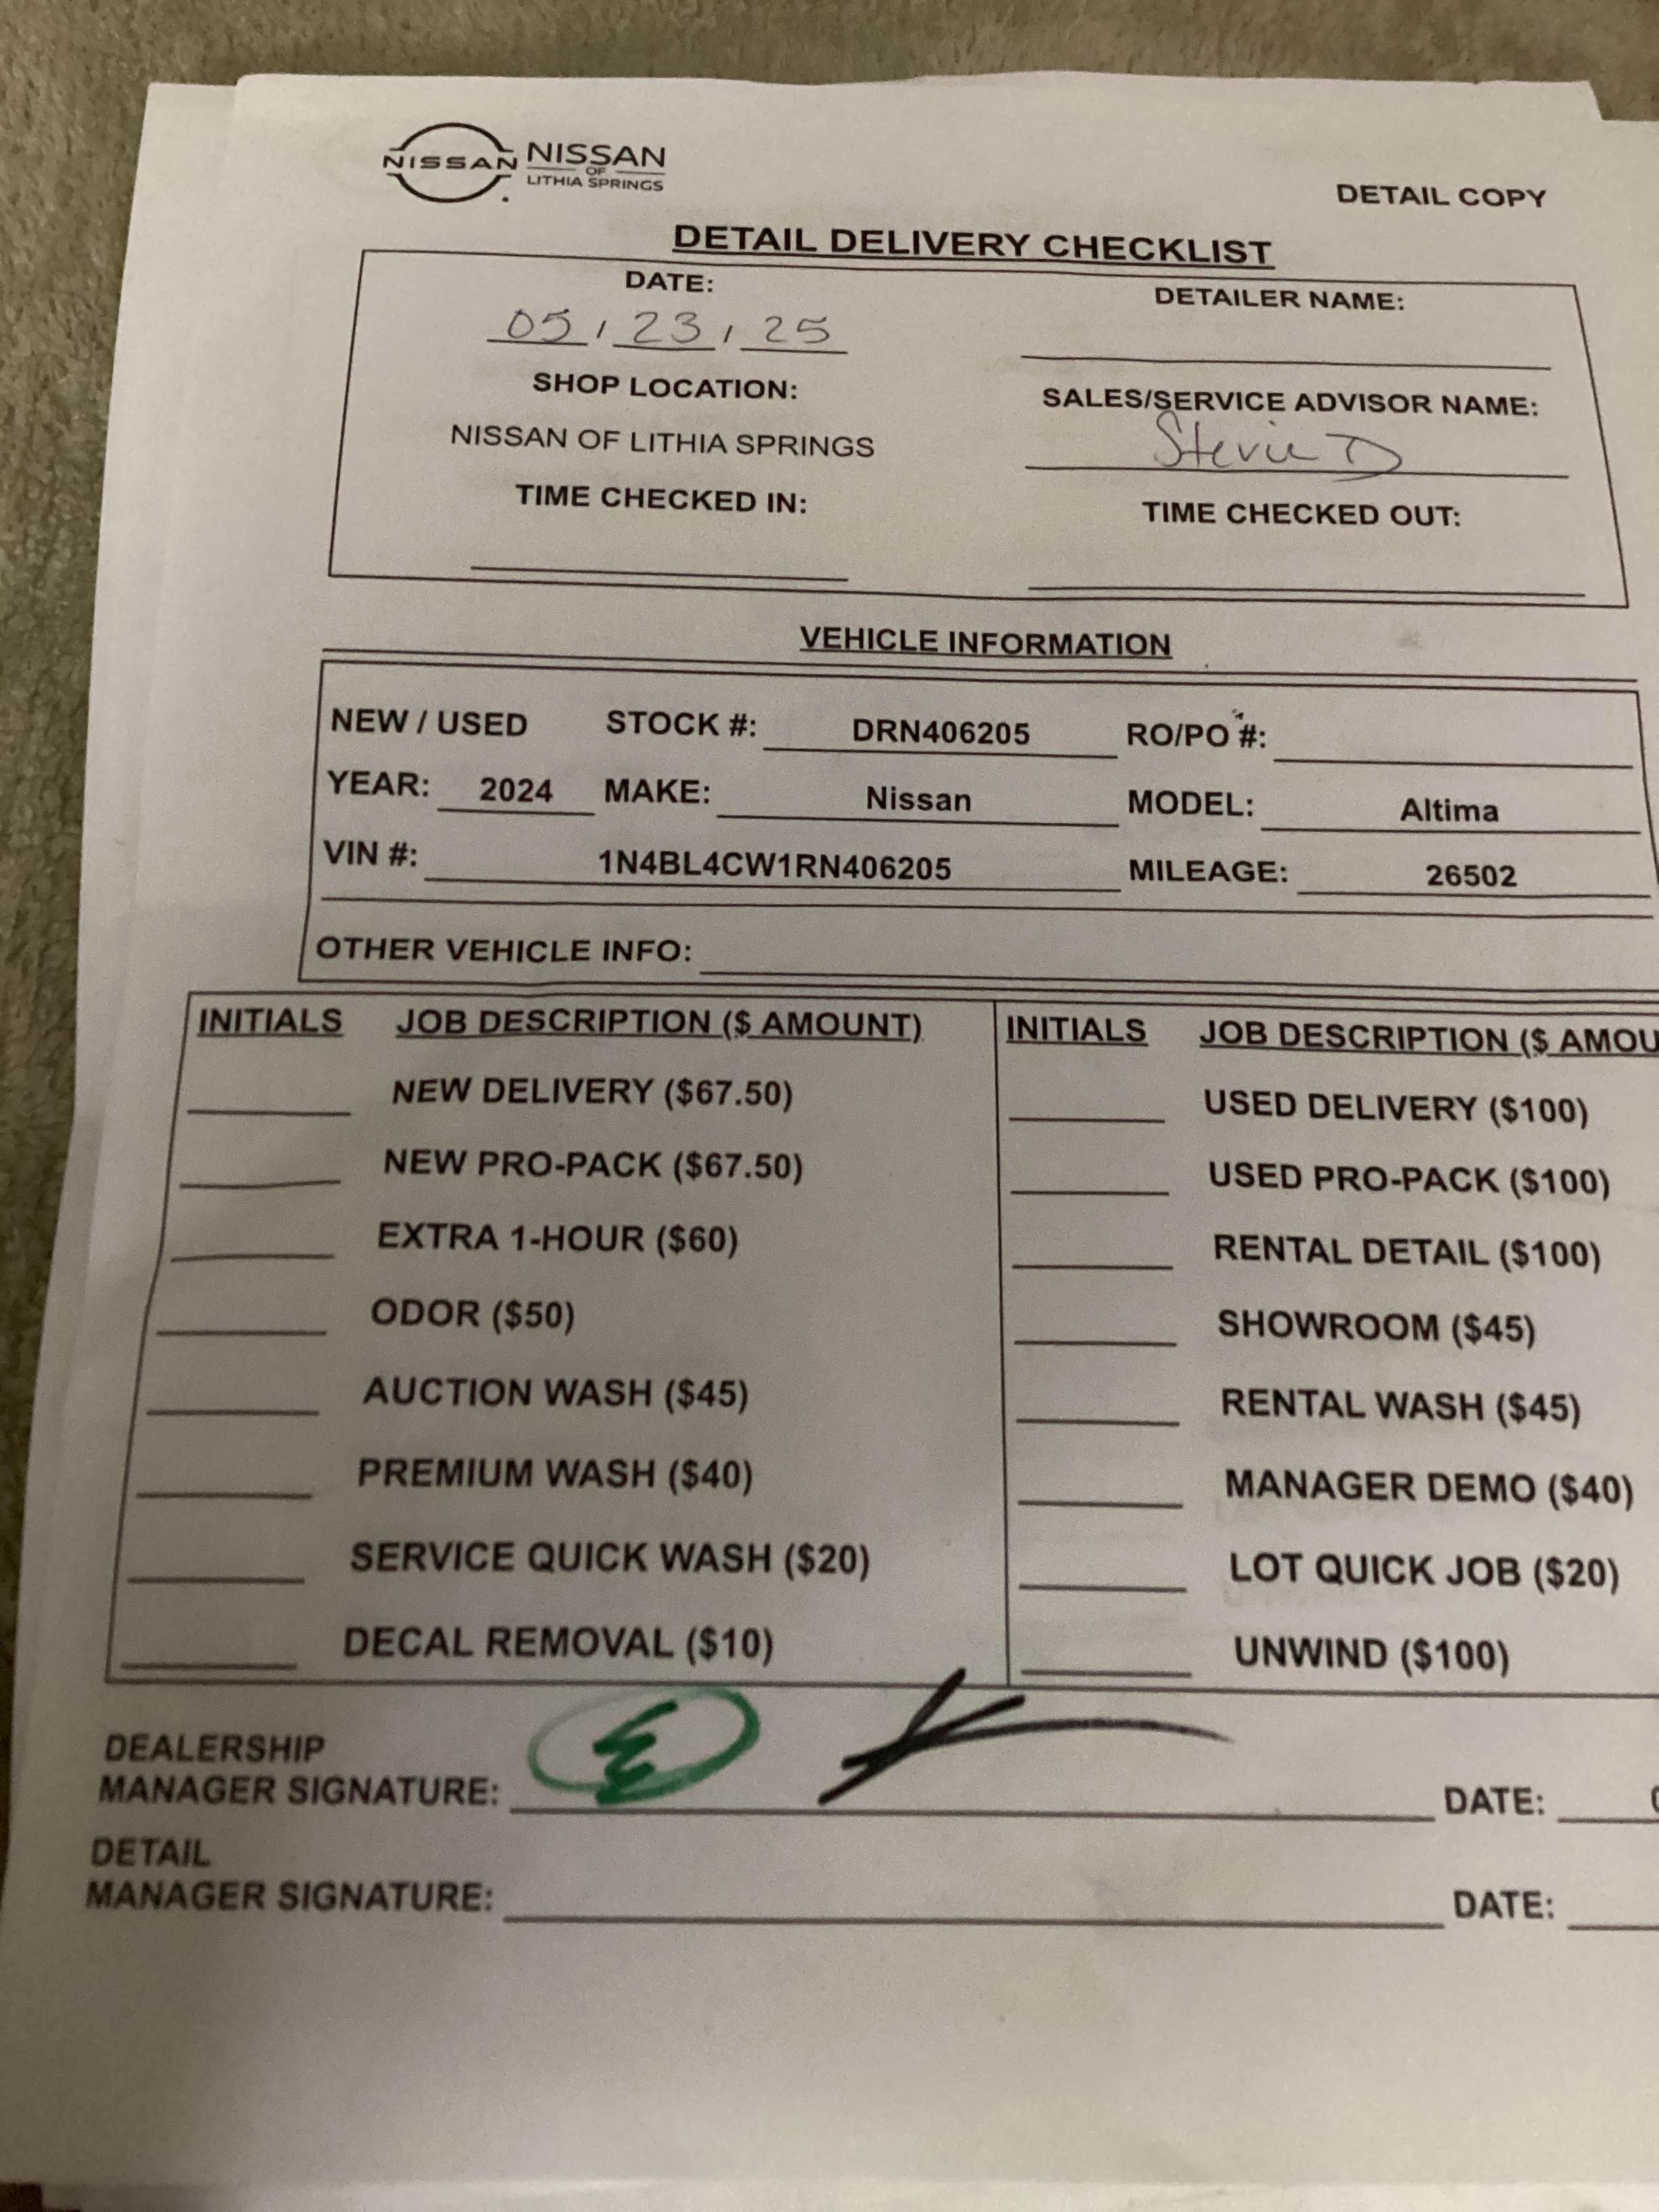 NISSAN NISSAN
OF
LITHIA SPRINGS
DETAIL COPY
DETAIL DELIVERY CHECKLIST
DATE: DETAILER NAME:
05 / 23 / 25
SHOP LOCATION: SALES/SERVICE ADVISOR NAME:
NISSAN OF LITHIA SPRINGS Stevie D
TIME CHECKED IN: TIME CHECKED OUT:
VEHICLE INFORMATION
NEW / USED STOCK #: DRN406205 RO/PO #:
YEAR: 2024 MAKE: Nissan MODEL: Altima
VIN #: 1N4BL4CW1RN406205 MILEAGE: 26502
OTHER VEHICLE INFO:
INITIALS JOB DESCRIPTION ($ AMOUNT) INITIALS JOB DESCRIPTION ($ AMOU
NEW DELIVERY ($67.50) USED DELIVERY ($100)
NEW PRO-PACK ($67.50) USED PRO-PACK ($100)
EXTRA 1-HOUR ($60) RENTAL DETAIL ($100)
ODOR ($50) SHOWROOM ($45)
AUCTION WASH ($45) RENTAL WASH ($45)
PREMIUM WASH ($40) MANAGER DEMO ($40)
SERVICE QUICK WASH ($20) LOT QUICK JOB ($20)
DECAL REMOVAL ($10) UNWIND ($100)
DEALERSHIP
MANAGER SIGNATURE: DATE:
DETAIL
MANAGER SIGNATURE: DATE: